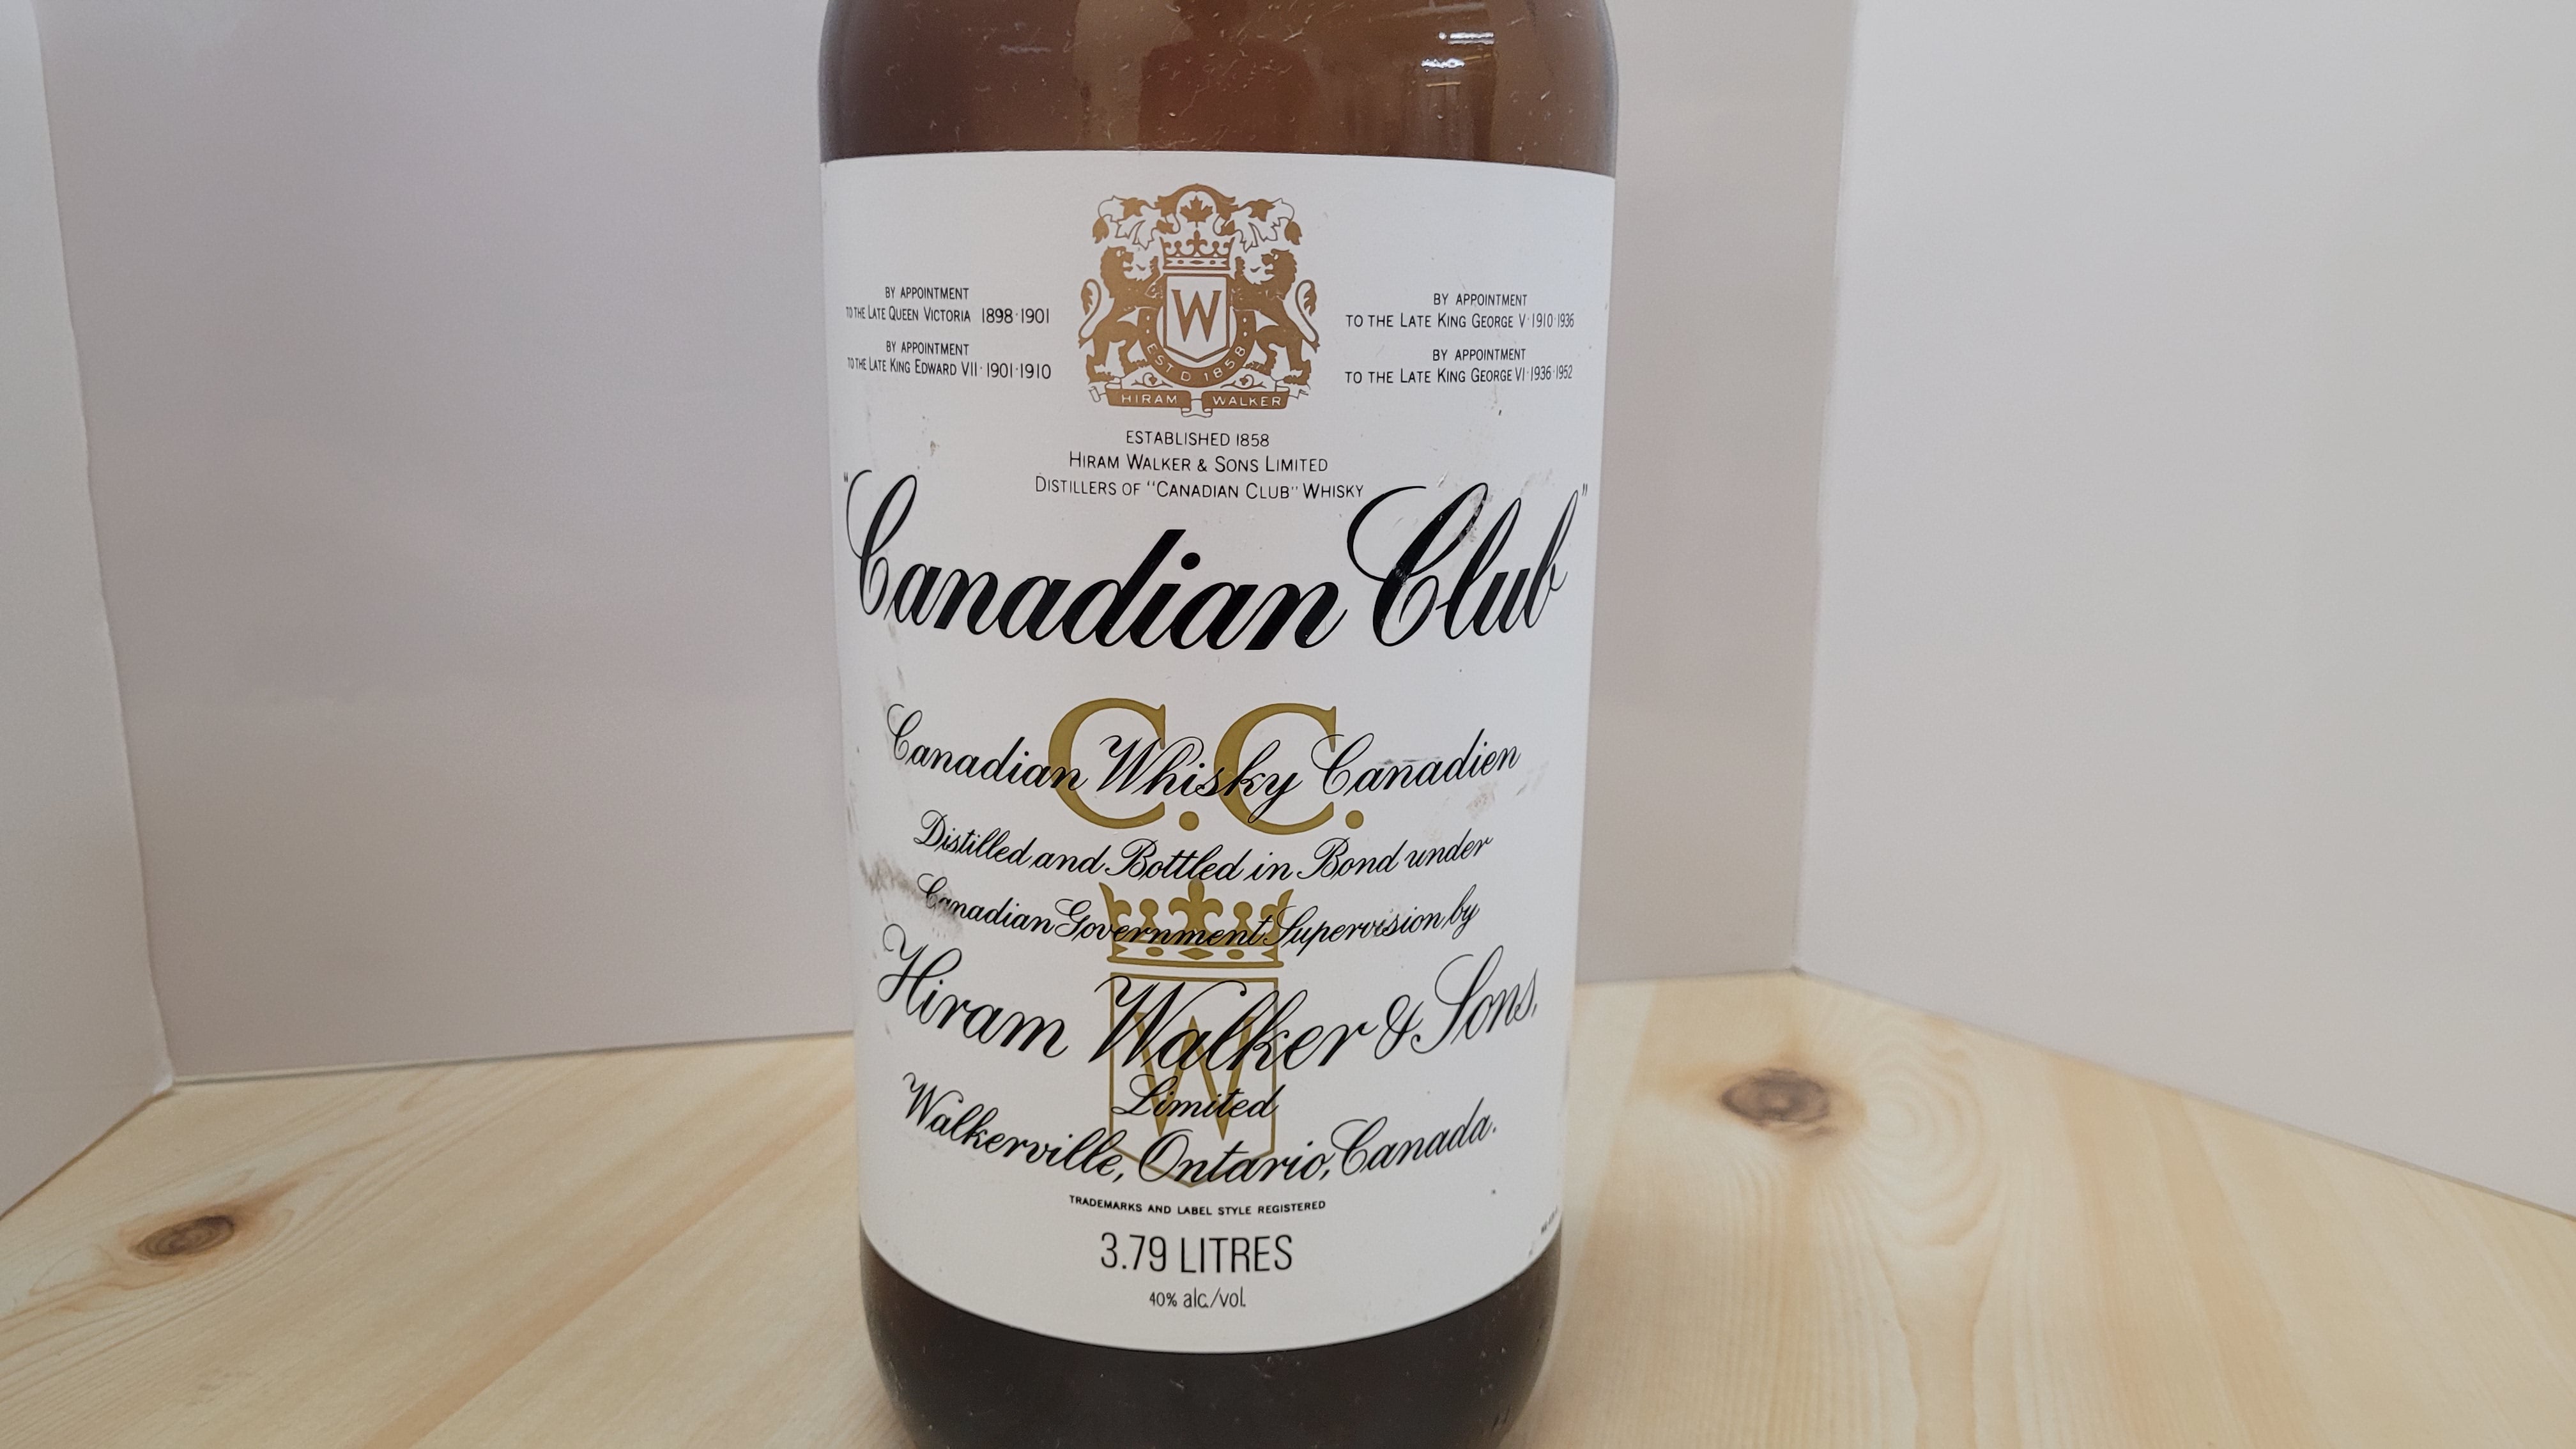 BY APPOINTMENT
TO THE LATE QUEEN VICTORIA 1898·1901
BY APPOINTMENT
TO THE LATE KING EDWARD VII·1901·1910
W
ESTD 1858
HIRAM WALKER
BY APPOINTMENT
TO THE LATE KING GEORGE V·1910·1936
BY APPOINTMENT
TO THE LATE KING GEORGE VI·1936·1952
ESTABLISHED 1858
HIRAM WALKER & SONS LIMITED
DISTILLERS OF "CANADIAN CLUB" WHISKY
"Canadian Club"
C.C.
Canadian Whisky Canadien
Distilled and Bottled in Bond under
Canadian Government Supervision by
Hiram Walker & Sons,
W
Limited
Walkerville, Ontario, Canada.
TRADEMARKS AND LABEL STYLE REGISTERED
3.79 LITRES
40% alc./vol.